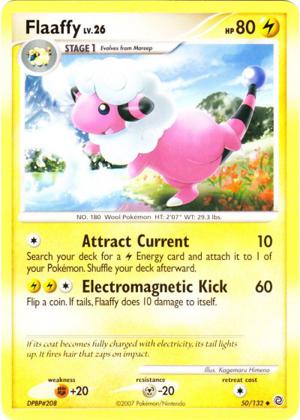 Flaaffy LV.26 HP 80
STAGE 1 Evolves from Mareep
NO. 180 Wool Pokémon HT: 2'07" WT: 29.3 lbs.
Attract Current 10
Search your deck for a Energy card and attach it to 1 of
your Pokémon. Shuffle your deck afterward.
Electromagnetic Kick 60
Flip a coin. If tails, Flaaffy does 10 damage to itself.
If its coat becomes fully charged with electricity, its tail lights
up. It fires hair that zaps on impact.
Illus. Kagemaru Himeno
weakness resistance retreat cost
+20 -20
DPBP#208 ©2007 Pokémon/Nintendo 50/132